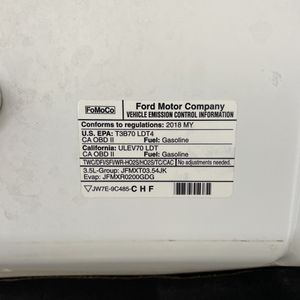 FoMoCo
Ford Motor Company
VEHICLE EMISSION CONTROL INFORMATION
Conforms to regulations: 2018 MY
U.S. EPA: T3B70 LDT4
CA OBD II Fuel: Gasoline
California: ULEV70 LDT
CA OBD II Fuel: Gasoline
TWC/DFI/SFI/WR-HO2S/HO2S/TC/CAC No adjustments needed.
3.5L-Group: JFMXT03.54JK
Evap: JFMXR0200GDG
JW7E-9C485-CHF